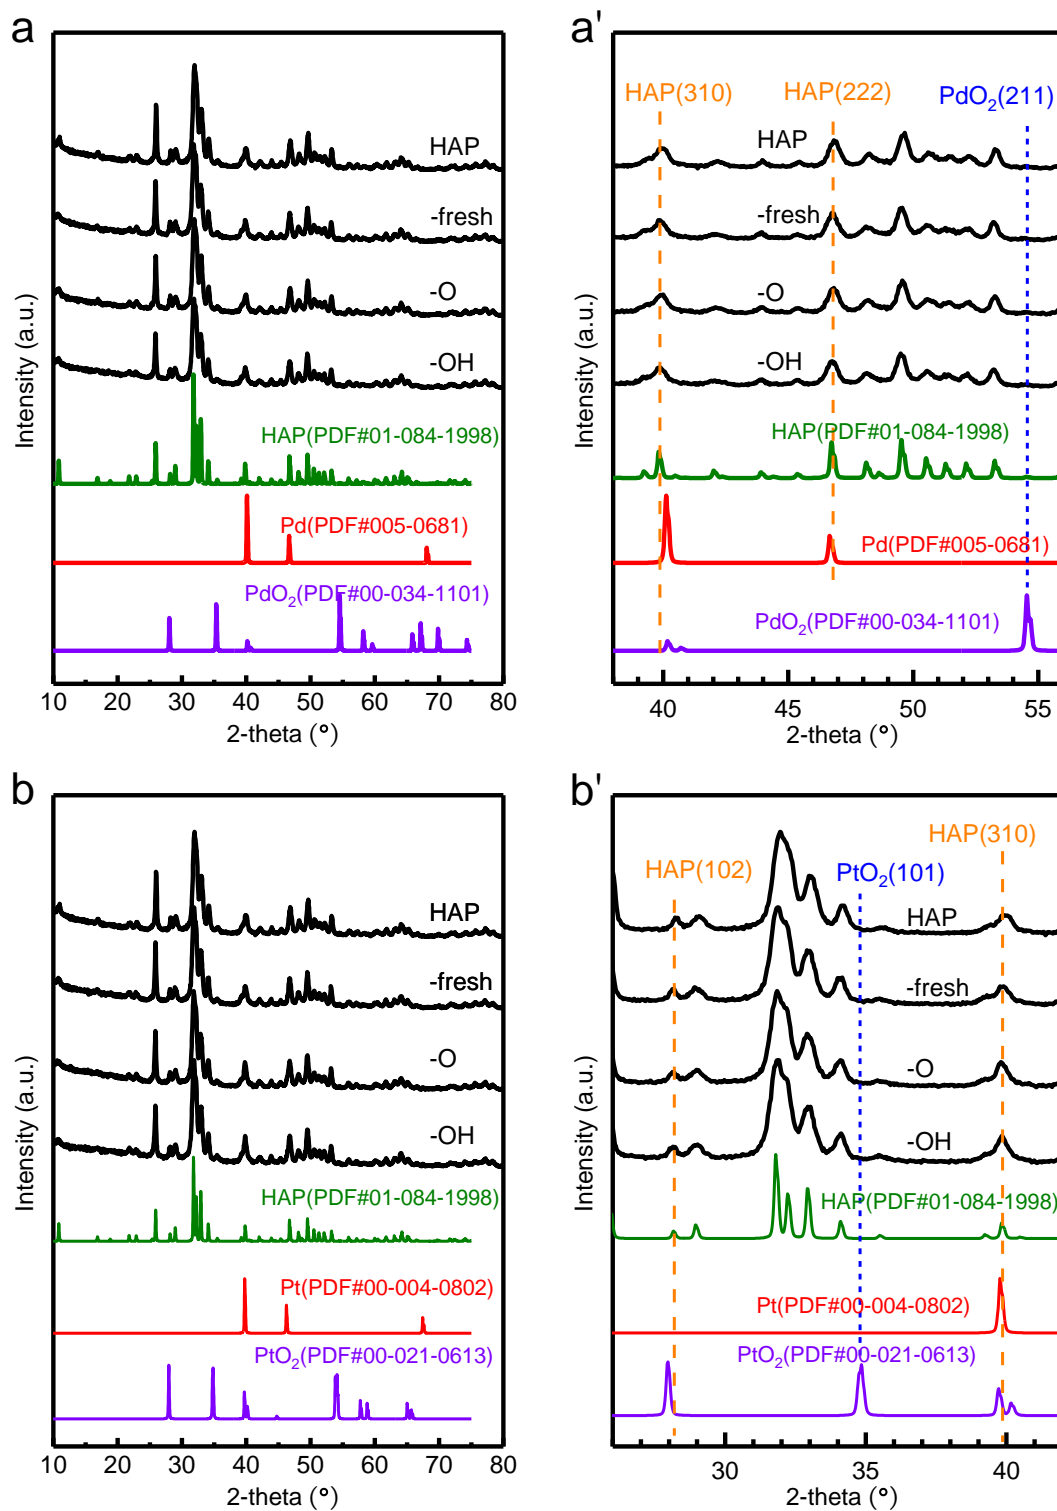 a
HAP
-fresh
-O
-OH
HAP(PDF#01-084-1998)
Pd(PDF#005-0681)
PdO₂(PDF#00-034-1101)
Intensity (a.u.)
10 20 30 40 50 60 70 80
2-theta (°)
a'
HAP(310) HAP(222) PdO₂(211)
HAP
-fresh
-O
-OH
HAP(PDF#01-084-1998)
Pd(PDF#005-0681)
PdO₂(PDF#00-034-1101)
Intensity (a.u.)
40 45 50 55
2-theta (°)
b
HAP
-fresh
-O
-OH
HAP(PDF#01-084-1998)
Pt(PDF#00-004-0802)
PtO₂(PDF#00-021-0613)
Intensity (a.u.)
10 20 30 40 50 60 70 80
2-theta (°)
b'
HAP(310)
HAP(102) PtO₂(101)
HAP
-fresh
-O
-OH
HAP(PDF#01-084-1998)
Pt(PDF#00-004-0802)
PtO₂(PDF#00-021-0613)
Intensity (a.u.)
30 35 40
2-theta (°)